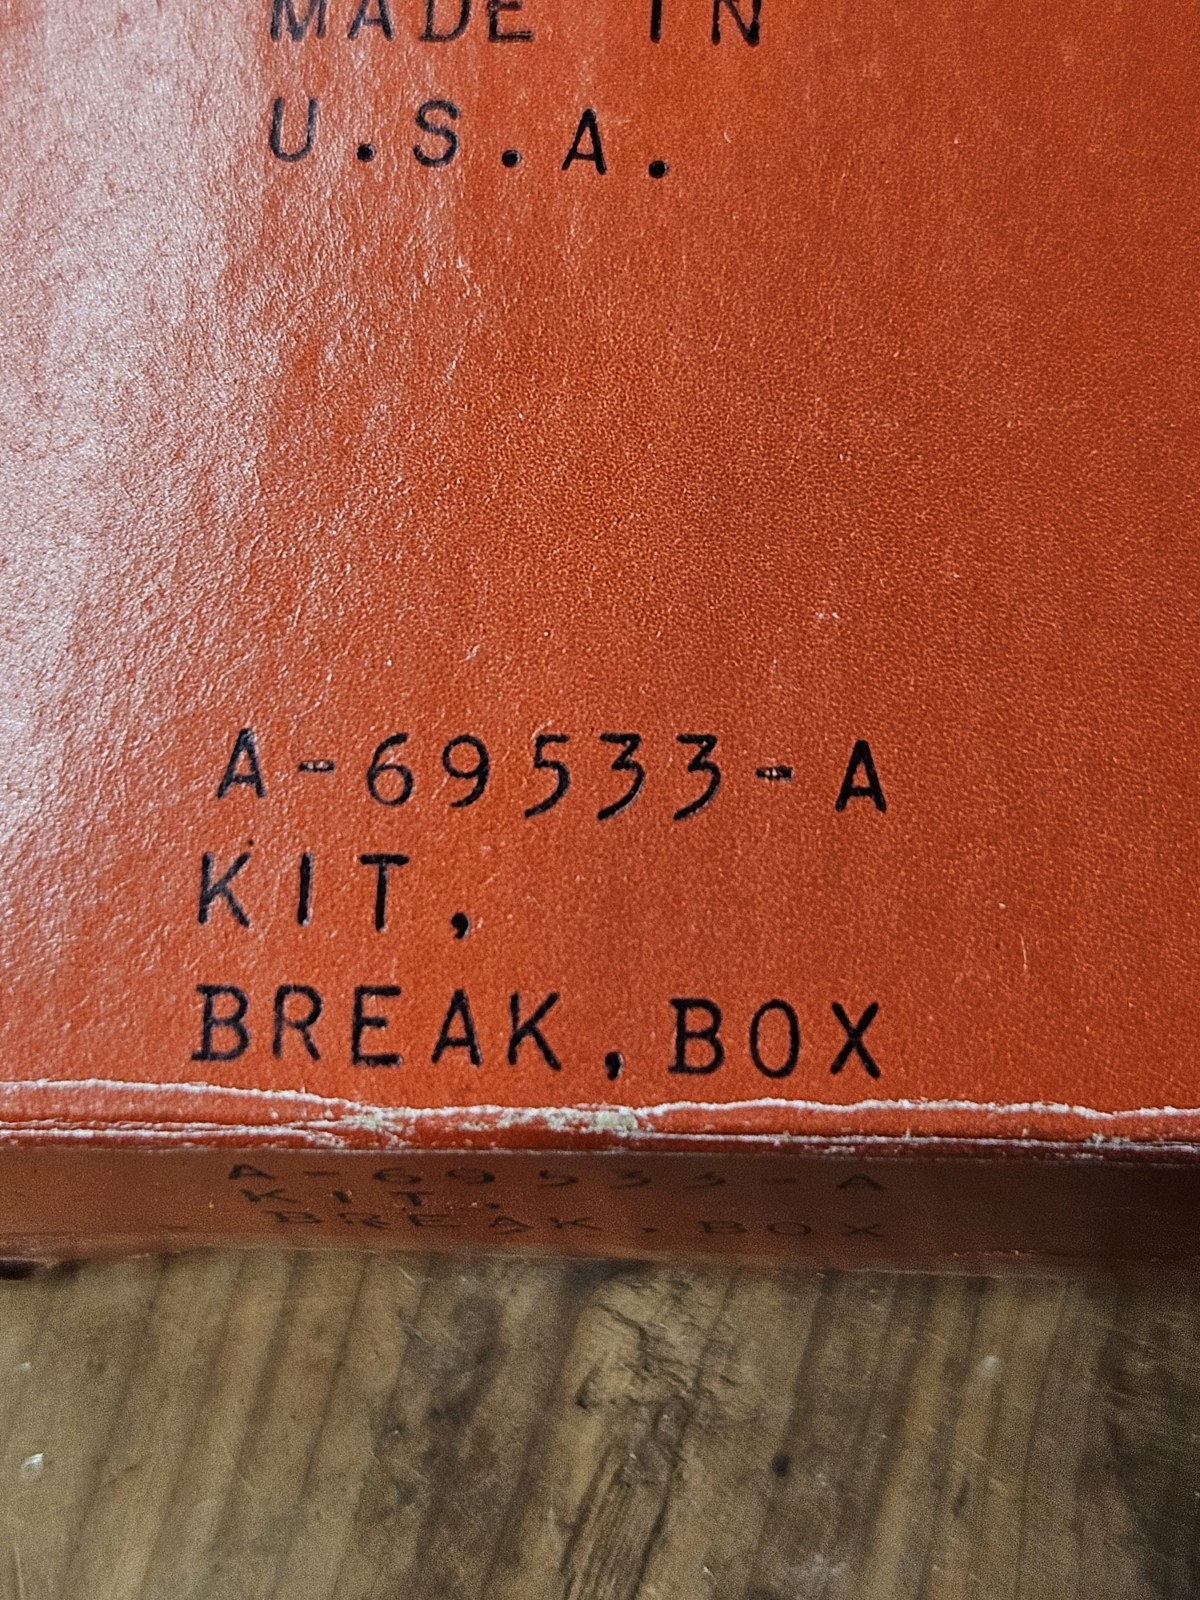 MADE IN
U.S.A.
A-69533-A
KIT,
BREAK,BOX
A-69533-A
KIT,
BREAK,BOX